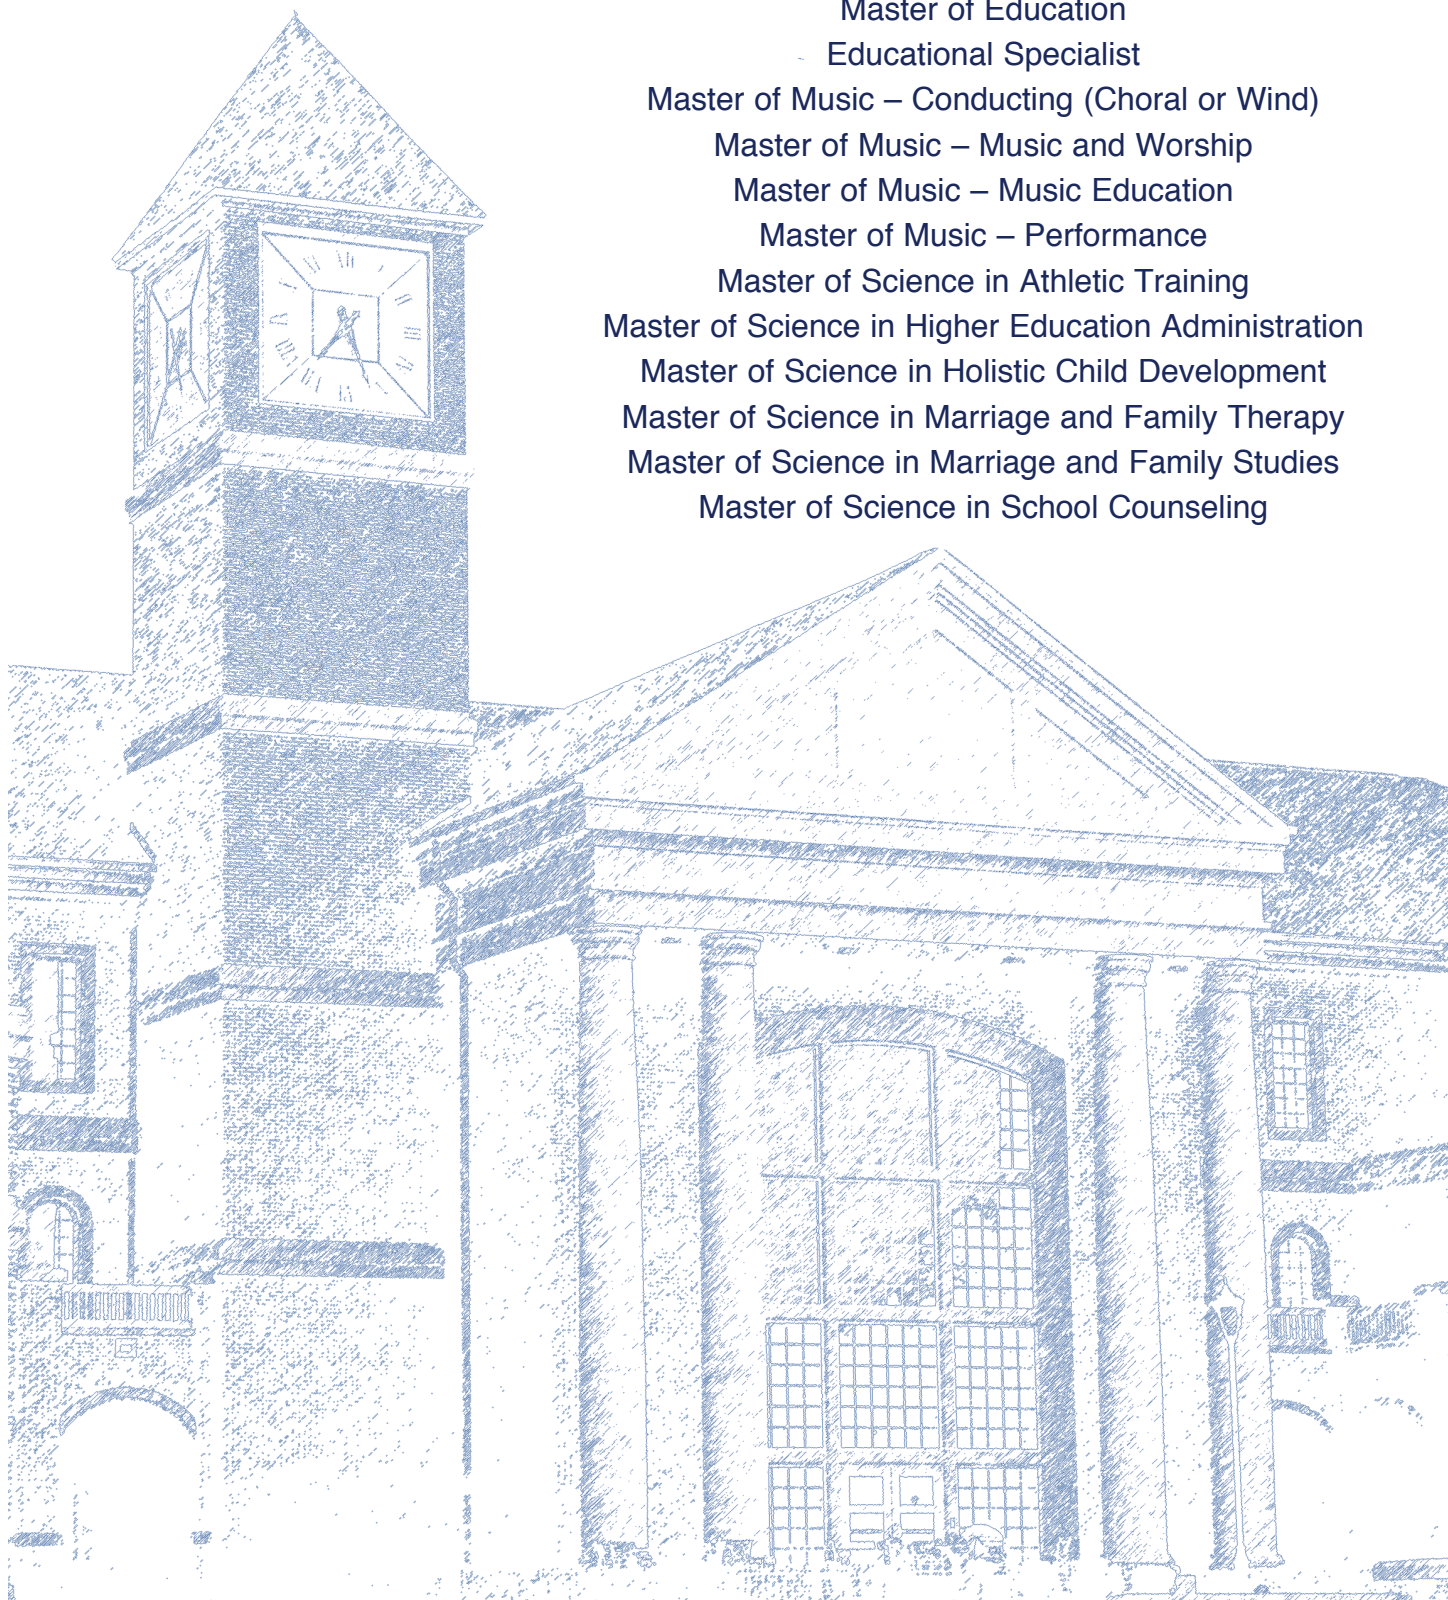 Master of Education
Educational Specialist
Master of Music – Conducting (Choral or Wind)
Master of Music – Music and Worship
Master of Music – Music Education
Master of Music – Performance
Master of Science in Athletic Training
Master of Science in Higher Education Administration
Master of Science in Holistic Child Development
Master of Science in Marriage and Family Therapy
Master of Science in Marriage and Family Studies
Master of Science in School Counseling